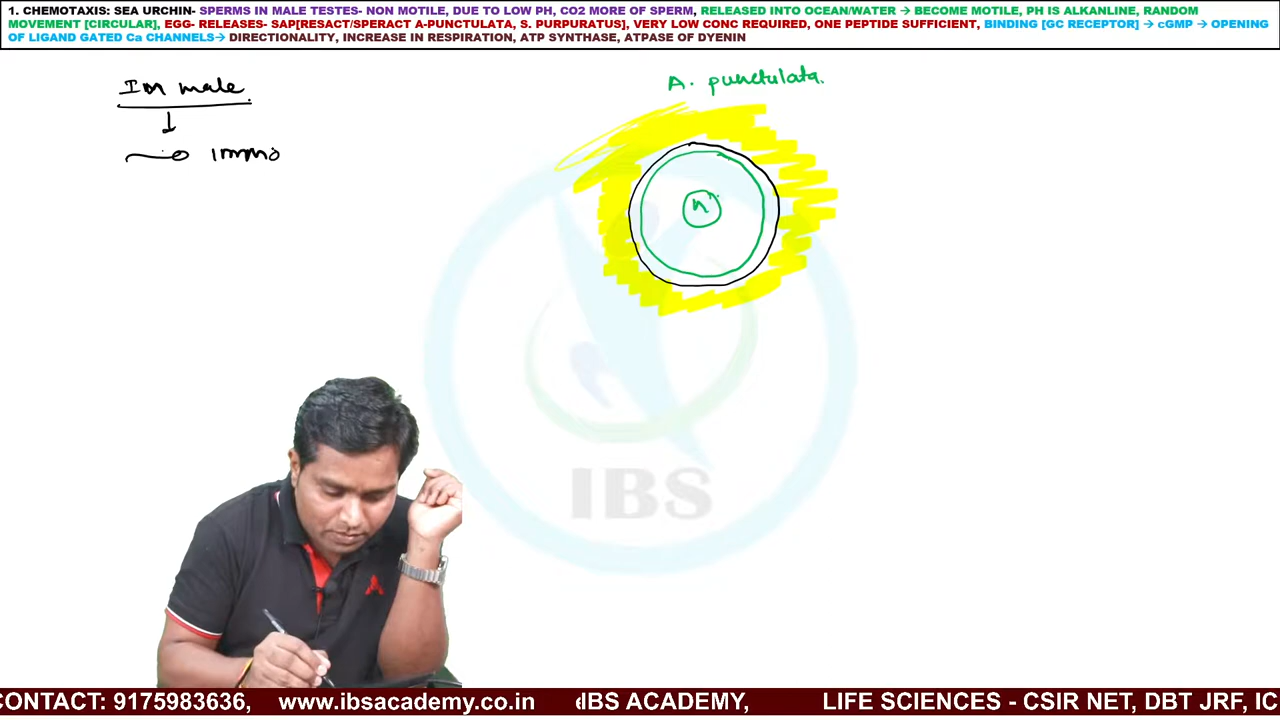 1. CHEMOTAXIS: SEA URCHIN- SPERMS IN MALE TESTES- NON MOTILE, DUE TO LOW PH, CO2 MORE OF SPERM, RELEASED INTO OCEAN/WATER → BECOME MOTILE, PH IS ALKANLINE, RANDOM
MOVEMENT [CIRCULAR], EGG- RELEASES- SAP[RESACT/SPERACT A-PUNCTULATA, S. PURPURATUS], VERY LOW CONC REQUIRED, ONE PEPTIDE SUFFICIENT, BINDING [GC RECEPTOR] → cGMP → OPENING
OF LIGAND GATED Ca CHANNELS→ DIRECTIONALITY, INCREASE IN RESPIRATION, ATP SYNTHASE, ATPASE OF DYENIN
In male
A. punctulata.
immo
n
IBS
A
CONTACT: 9175983636, www.ibsacademy.co.in IBS ACADEMY, LIFE SCIENCES - CSIR NET, DBT JRF, IC